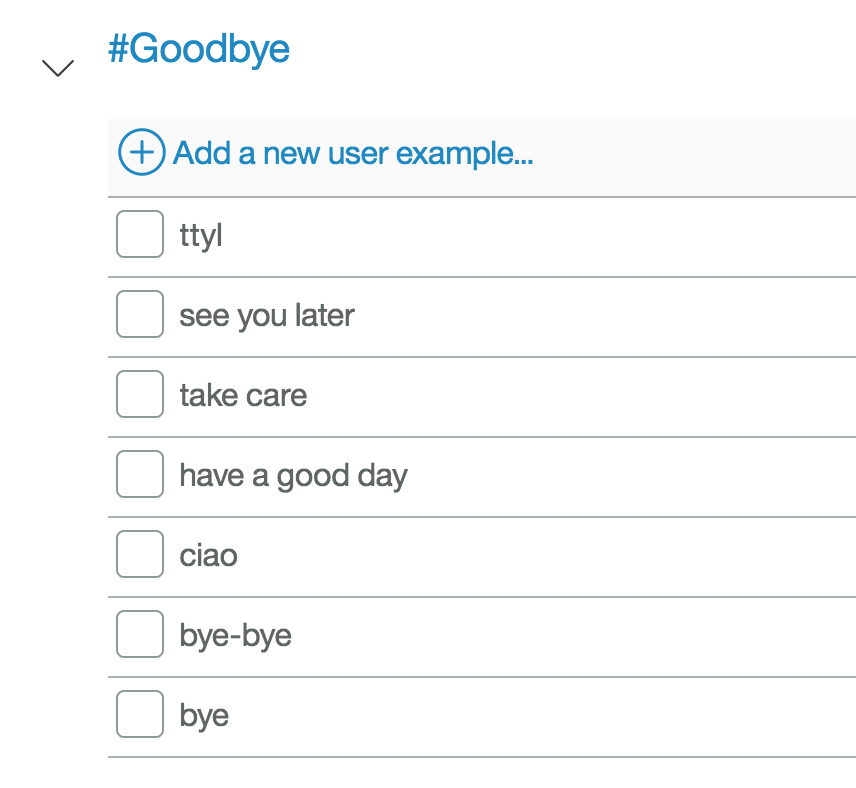 #Goodbye
Add a new user example...
ttyl
see you later
take care
have a good day
ciao
bye-bye
bye